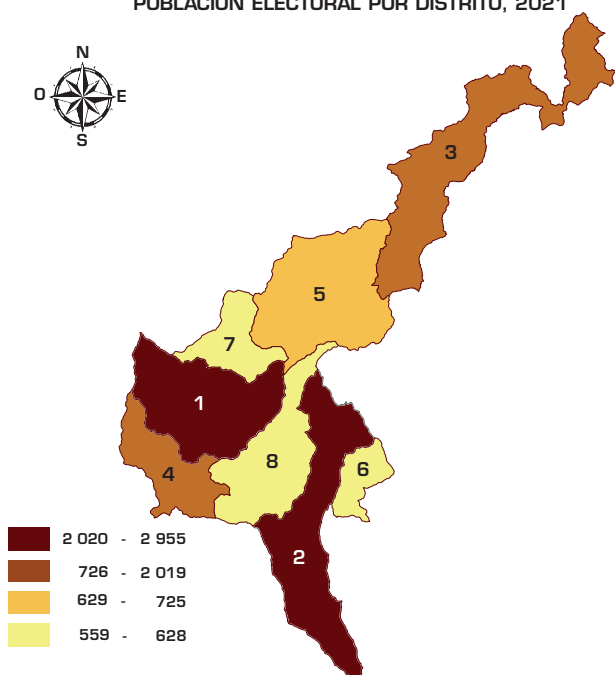 POBLACIÓN ELECTORAL POR DISTRITO, 2021
N
O E
S
3
5
7
1
8
6
4
2
2 020 - 2 955
726 - 2 019
629 - 725
559 - 628